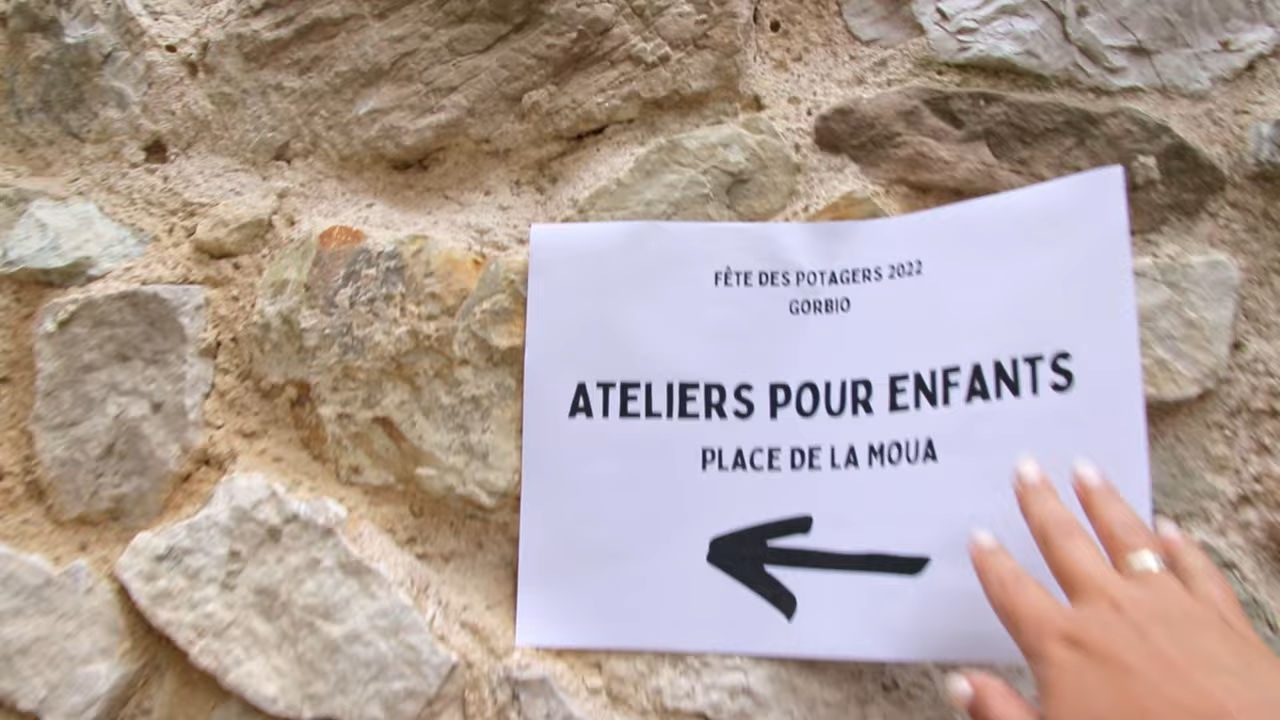 FÊTE DES POTAGERS 2022
GORBIO
ATELIERS POUR ENFANTS
PLACE DE LA MOUA